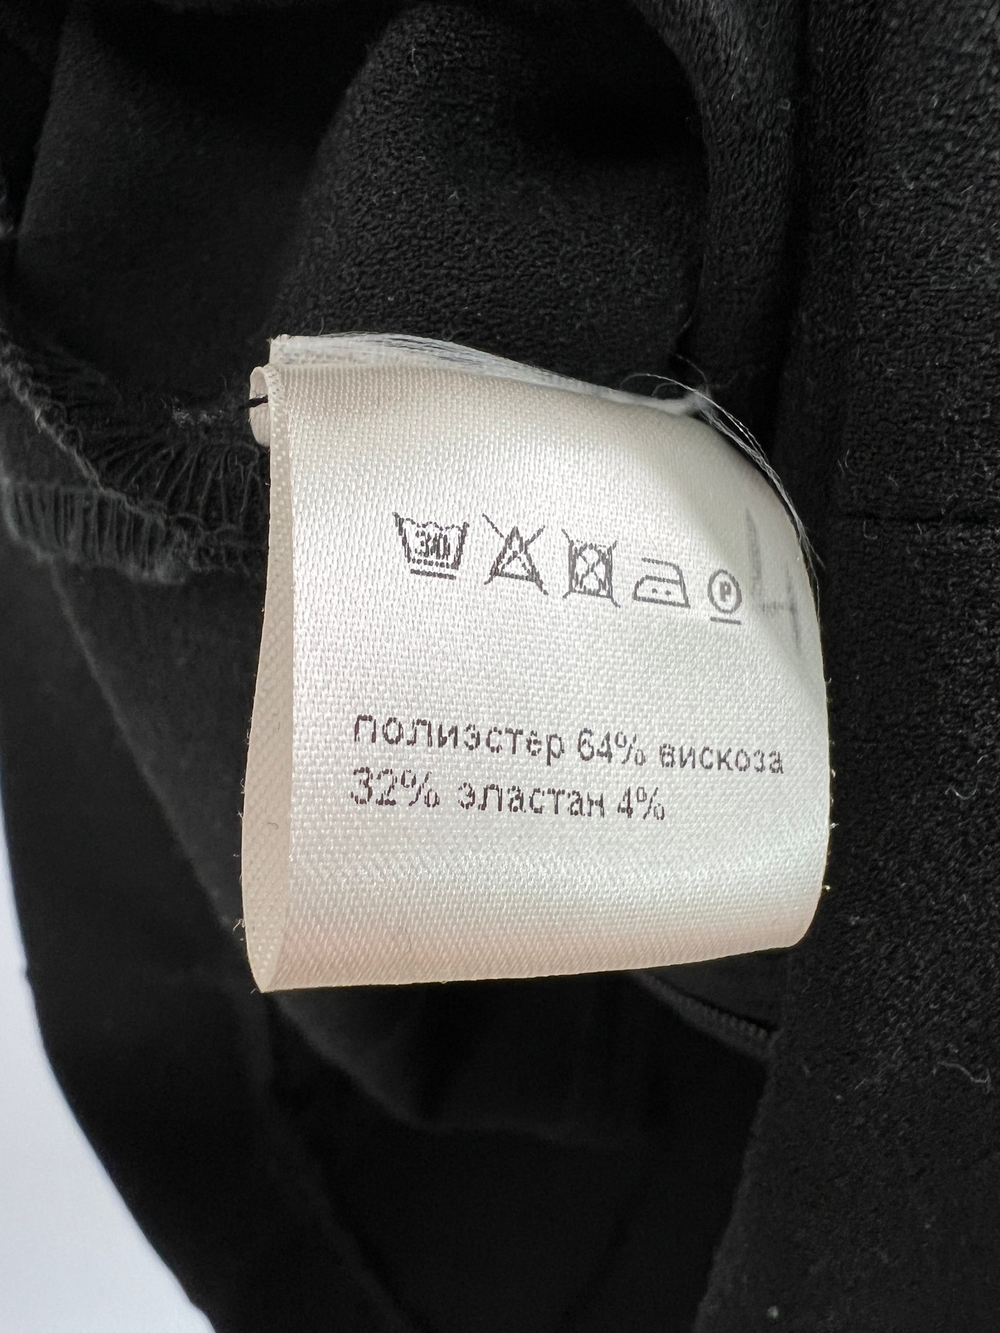 30 P
полиэстер 64% вискоза
32% эластан 4%